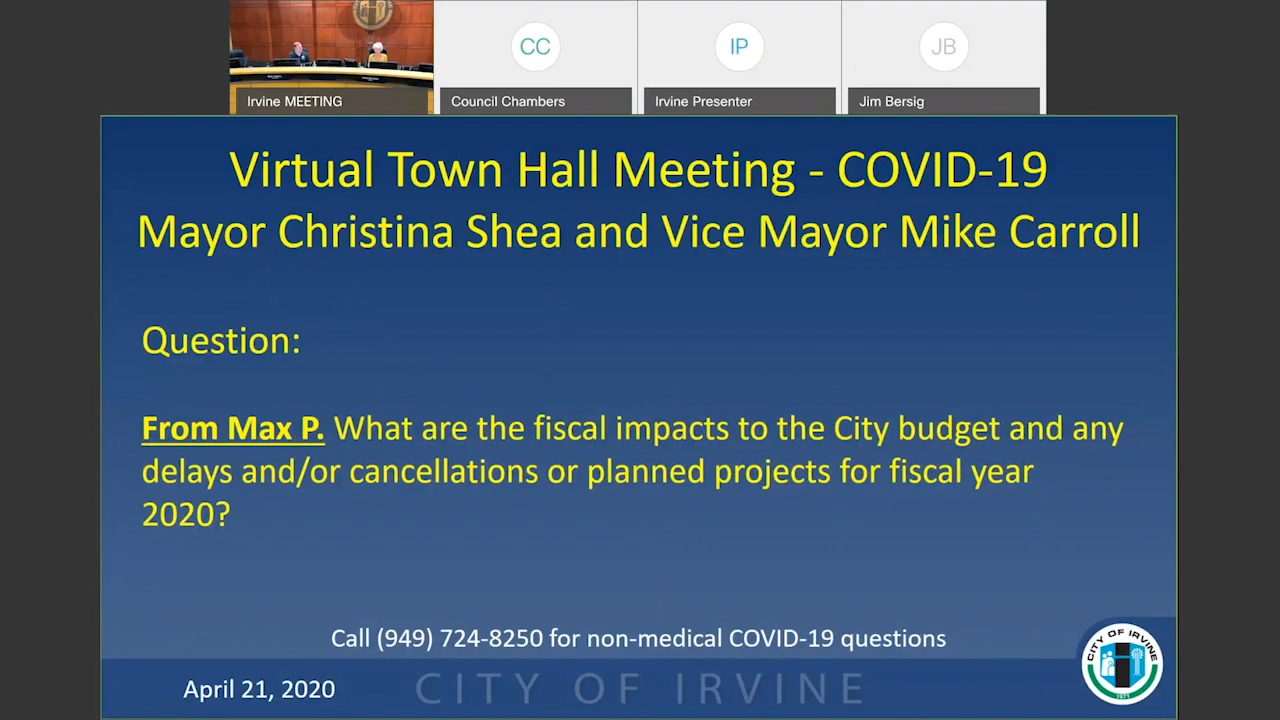 CC
IP
JB
Irvine MEETING
Council Chambers
Irvine Presenter
Jim Bersig
Virtual Town Hall Meeting - COVID-19
Mayor Christina Shea and Vice Mayor Mike Carroll
Question:
From Max P. What are the fiscal impacts to the City budget and any
delays and/or cancellations or planned projects for fiscal year
2020?
Call (949) 724-8250 for non-medical COVID-19 questions
April 21, 2020
CITY OF IRVINE
CITY OF IRVINE
1971